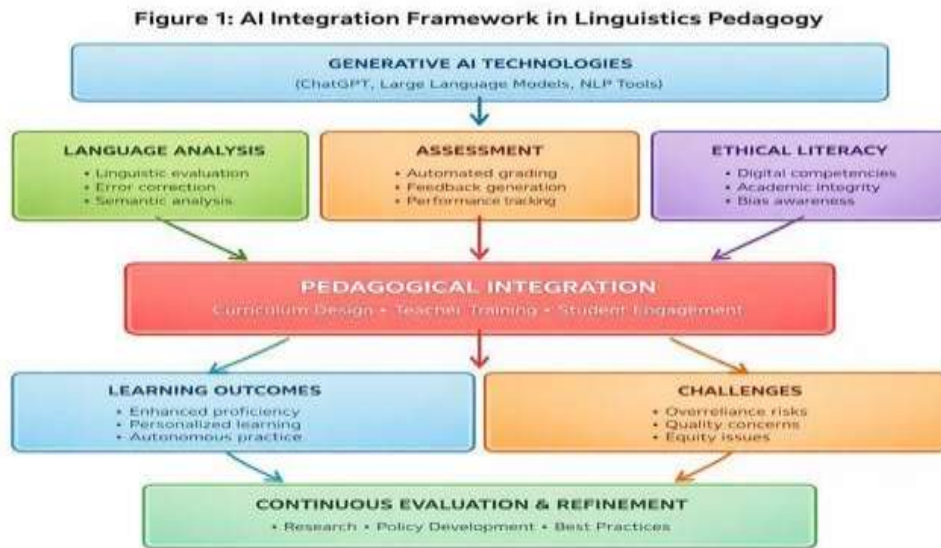 Figure 1: AI Integration Framework in Linguistics Pedagogy
GENERATIVE AI TECHNOLOGIES
(ChatGPT, Large Language Models, NLP Tools)
LANGUAGE ANALYSIS
• Linguistic evaluation
• Error correction
• Semantic analysis
ASSESSMENT
• Automated grading
• Feedback generation
• Performance tracking
ETHICAL LITERACY
• Digital competencies
• Academic integrity
• Bias awareness
PEDAGOGICAL INTEGRATION
Curriculum Design • Teacher Training • Student Engagement
LEARNING OUTCOMES
• Enhanced proficiency
• Personalized learning
• Autonomous practice
CHALLENGES
• Overreliance risks
• Quality concerns
• Equity issues
CONTINUOUS EVALUATION & REFINEMENT
• Research • Policy Development • Best Practices